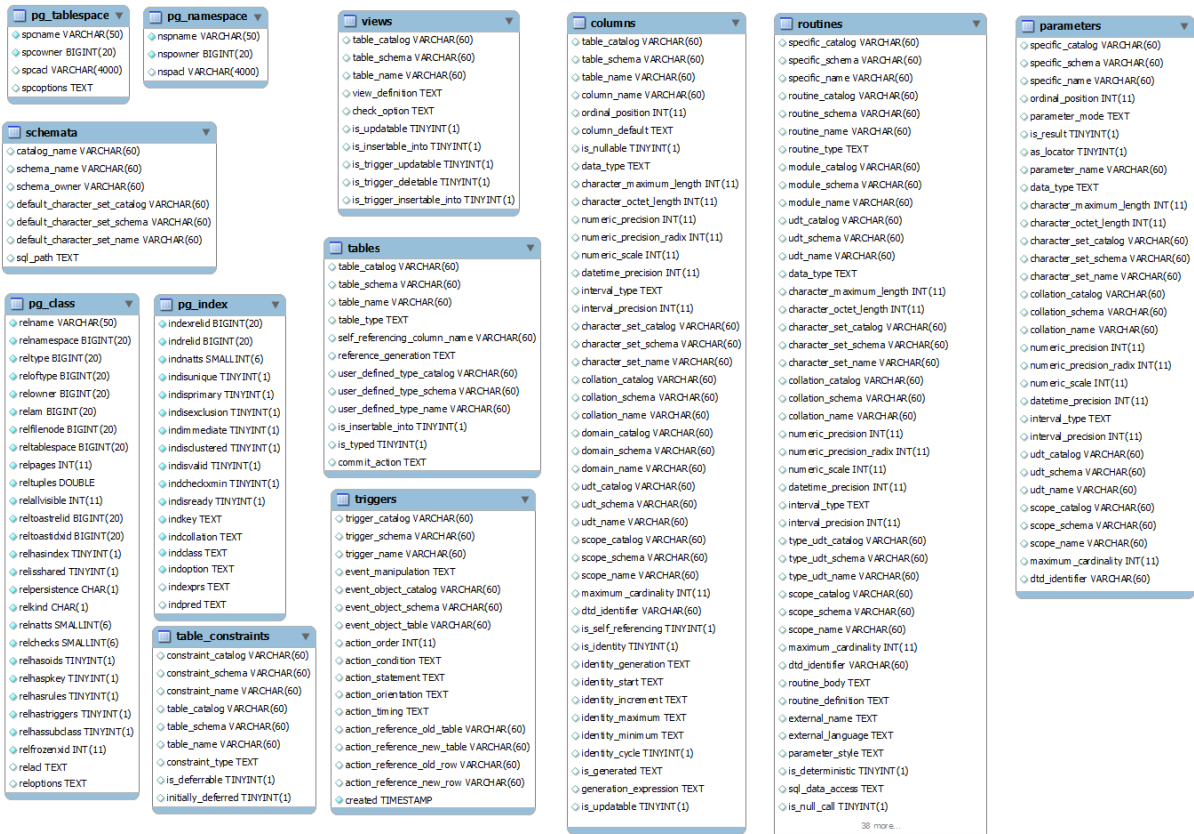 pg_tablespace
spcname VARCHAR(50)
spcowner BIGINT(20)
spcacl VARCHAR(4000)
spcoptions TEXT
pg_namespace
nspname VARCHAR(50)
nspowner BIGINT(20)
nspacl VARCHAR(4000)
schemata
catalog_name VARCHAR(60)
schema_name VARCHAR(60)
schema_owner VARCHAR(60)
default_character_set_catalog VARCHAR(60)
default_character_set_schema VARCHAR(60)
default_character_set_name VARCHAR(60)
sql_path TEXT
pg_class
relname VARCHAR(50)
relnamespace BIGINT(20)
reltype BIGINT(20)
reloftype BIGINT(20)
relowner BIGINT(20)
relam BIGINT(20)
relfilenode BIGINT(20)
reltablespace BIGINT(20)
relpages INT(11)
reltuples DOUBLE
relallvisible INT(11)
reltoastrelid BIGINT(20)
reltoastidxid BIGINT(20)
relhasindex TINYINT(1)
relisshared TINYINT(1)
relpersistence CHAR(1)
relkind CHAR(1)
relnatts SMALLINT(6)
relchecks SMALLINT(6)
relhasoids TINYINT(1)
relhaspkey TINYINT(1)
relhasrules TINYINT(1)
relhastriggers TINYINT(1)
relhassubclass TINYINT(1)
relfrozenxid INT(11)
relacl TEXT
reloptions TEXT
pg_index
indexrelid BIGINT(20)
indrelid BIGINT(20)
indnatts SMALLINT(6)
indisunique TINYINT(1)
indisprimary TINYINT(1)
indisexclusion TINYINT(1)
indimmediate TINYINT(1)
indisclustered TINYINT(1)
indisvalid TINYINT(1)
indcheckxmin TINYINT(1)
indisready TINYINT(1)
indkey TEXT
indcollation TEXT
indclass TEXT
indoption TEXT
indexprs TEXT
indpred TEXT
table_constraints
constraint_catalog VARCHAR(60)
constraint_schema VARCHAR(60)
constraint_name VARCHAR(60)
table_catalog VARCHAR(60)
table_schema VARCHAR(60)
table_name VARCHAR(60)
constraint_type TEXT
is_deferrable TINYINT(1)
initially_deferred TINYINT(1)
views
table_catalog VARCHAR(60)
table_schema VARCHAR(60)
table_name VARCHAR(60)
view_definition TEXT
check_option TEXT
is_updatable TINYINT(1)
is_insertable_into TINYINT(1)
is_trigger_updatable TINYINT(1)
is_trigger_deletable TINYINT(1)
is_trigger_insertable_into TINYINT(1)
tables
table_catalog VARCHAR(60)
table_schema VARCHAR(60)
table_name VARCHAR(60)
table_type TEXT
self_referencing_column_name VARCHAR(60)
reference_generation TEXT
user_defined_type_catalog VARCHAR(60)
user_defined_type_schema VARCHAR(60)
user_defined_type_name VARCHAR(60)
is_insertable_into TINYINT(1)
is_typed TINYINT(1)
commit_action TEXT
triggers
trigger_catalog VARCHAR(60)
trigger_schema VARCHAR(60)
trigger_name VARCHAR(60)
event_manipulation TEXT
event_object_catalog VARCHAR(60)
event_object_schema VARCHAR(60)
event_object_table VARCHAR(60)
action_order INT(11)
action_condition TEXT
action_statement TEXT
action_orientation TEXT
action_timing TEXT
action_reference_old_table VARCHAR(60)
action_reference_new_table VARCHAR(60)
action_reference_old_row VARCHAR(60)
action_reference_new_row VARCHAR(60)
created TIMESTAMP
columns
table_catalog VARCHAR(60)
table_schema VARCHAR(60)
table_name VARCHAR(60)
column_name VARCHAR(60)
ordinal_position INT(11)
column_default TEXT
is_nullable TINYINT(1)
data_type TEXT
character_maximum_length INT(11)
character_octet_length INT(11)
numeric_precision INT(11)
numeric_precision_radix INT(11)
numeric_scale INT(11)
datetime_precision INT(11)
interval_type TEXT
interval_precision INT(11)
character_set_catalog VARCHAR(60)
character_set_schema VARCHAR(60)
character_set_name VARCHAR(60)
collation_catalog VARCHAR(60)
collation_schema VARCHAR(60)
collation_name VARCHAR(60)
domain_catalog VARCHAR(60)
domain_schema VARCHAR(60)
domain_name VARCHAR(60)
udt_catalog VARCHAR(60)
udt_schema VARCHAR(60)
udt_name VARCHAR(60)
scope_catalog VARCHAR(60)
scope_schema VARCHAR(60)
scope_name VARCHAR(60)
maximum_cardinality INT(11)
dtd_identifier VARCHAR(60)
is_self_referencing TINYINT(1)
is_identity TINYINT(1)
identity_generation TEXT
identity_start TEXT
identity_increment TEXT
identity_maximum TEXT
identity_minimum TEXT
identity_cycle TINYINT(1)
is_generated TEXT
generation_expression TEXT
is_updatable TINYINT(1)
routines
specific_catalog VARCHAR(60)
specific_schema VARCHAR(60)
specific_name VARCHAR(60)
routine_catalog VARCHAR(60)
routine_schema VARCHAR(60)
routine_name VARCHAR(60)
routine_type TEXT
module_catalog VARCHAR(60)
module_schema VARCHAR(60)
module_name VARCHAR(60)
udt_catalog VARCHAR(60)
udt_schema VARCHAR(60)
udt_name VARCHAR(60)
data_type TEXT
character_maximum_length INT(11)
character_octet_length INT(11)
character_set_catalog VARCHAR(60)
character_set_schema VARCHAR(60)
character_set_name VARCHAR(60)
collation_catalog VARCHAR(60)
collation_schema VARCHAR(60)
collation_name VARCHAR(60)
numeric_precision INT(11)
numeric_precision_radix INT(11)
numeric_scale INT(11)
datetime_precision INT(11)
interval_type TEXT
interval_precision INT(11)
type_udt_catalog VARCHAR(60)
type_udt_schema VARCHAR(60)
type_udt_name VARCHAR(60)
scope_catalog VARCHAR(60)
scope_schema VARCHAR(60)
scope_name VARCHAR(60)
maximum_cardinality INT(11)
dtd_identifier VARCHAR(60)
routine_body TEXT
routine_definition TEXT
external_name TEXT
external_language TEXT
parameter_style TEXT
is_deterministic TINYINT(1)
sql_data_access TEXT
is_null_call TINYINT(1)
38 more...
parameters
specific_catalog VARCHAR(60)
specific_schema VARCHAR(60)
specific_name VARCHAR(60)
ordinal_position INT(11)
parameter_mode TEXT
is_result TINYINT(1)
as_locator TINYINT(1)
parameter_name VARCHAR(60)
data_type TEXT
character_maximum_length INT(11)
character_octet_length INT(11)
character_set_catalog VARCHAR(60)
character_set_schema VARCHAR(60)
character_set_name VARCHAR(60)
collation_catalog VARCHAR(60)
collation_schema VARCHAR(60)
collation_name VARCHAR(60)
numeric_precision INT(11)
numeric_precision_radix INT(11)
numeric_scale INT(11)
datetime_precision INT(11)
interval_type TEXT
interval_precision INT(11)
udt_catalog VARCHAR(60)
udt_schema VARCHAR(60)
udt_name VARCHAR(60)
scope_catalog VARCHAR(60)
scope_schema VARCHAR(60)
scope_name VARCHAR(60)
maximum_cardinality INT(11)
dtd_identifier VARCHAR(60)